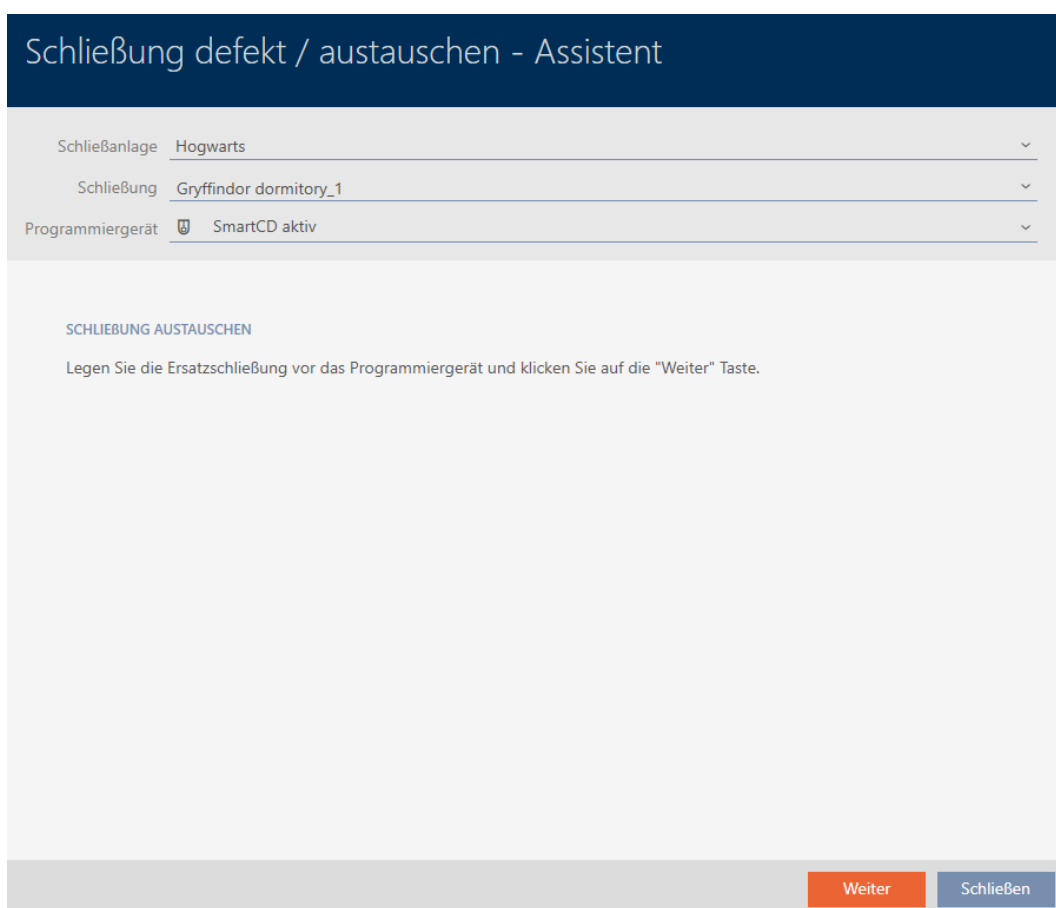 Schließung defekt / austauschen - Assistent
Schließanlage Hogwarts
Schließung Gryffindor dormitory_1
Programmiergerät SmartCD aktiv
SCHLIEßUNG AUSTAUSCHEN
Legen Sie die Ersatzschließung vor das Programmiergerät und klicken Sie auf die "Weiter" Taste.
Weiter Schließen